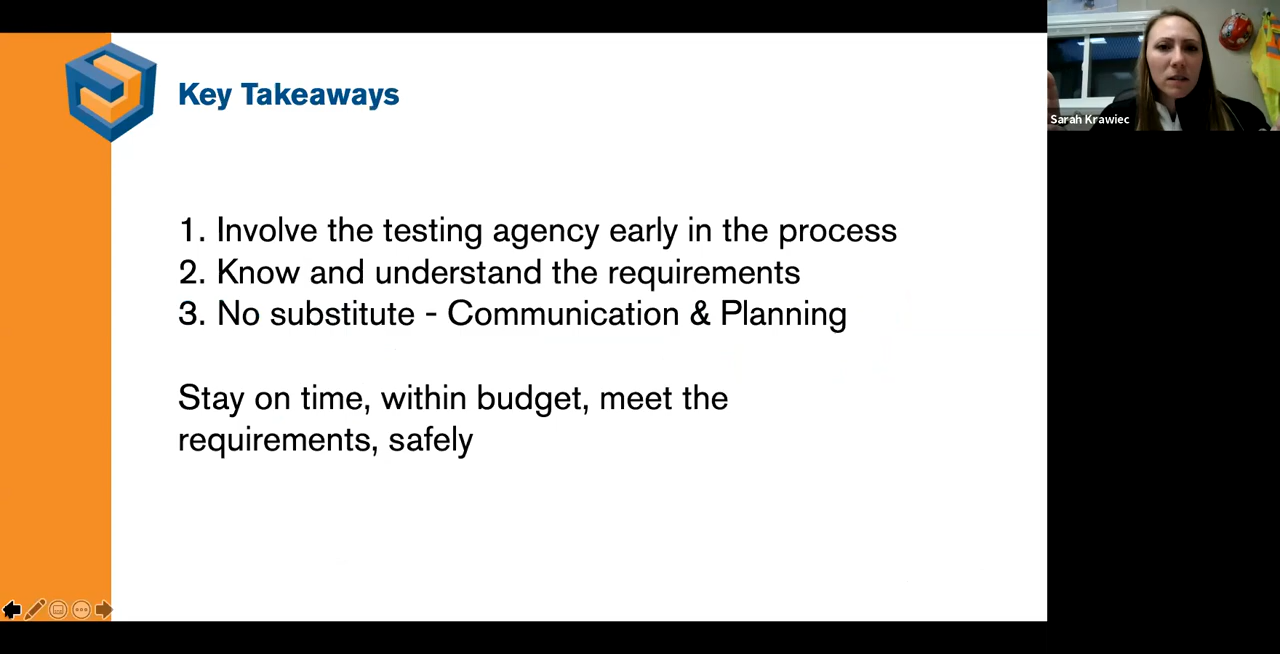 Key Takeaways
Sarah Krawiec
1. Involve the testing agency early in the process
2. Know and understand the requirements
3. No substitute - Communication & Planning
Stay on time, within budget, meet the
requirements, safely